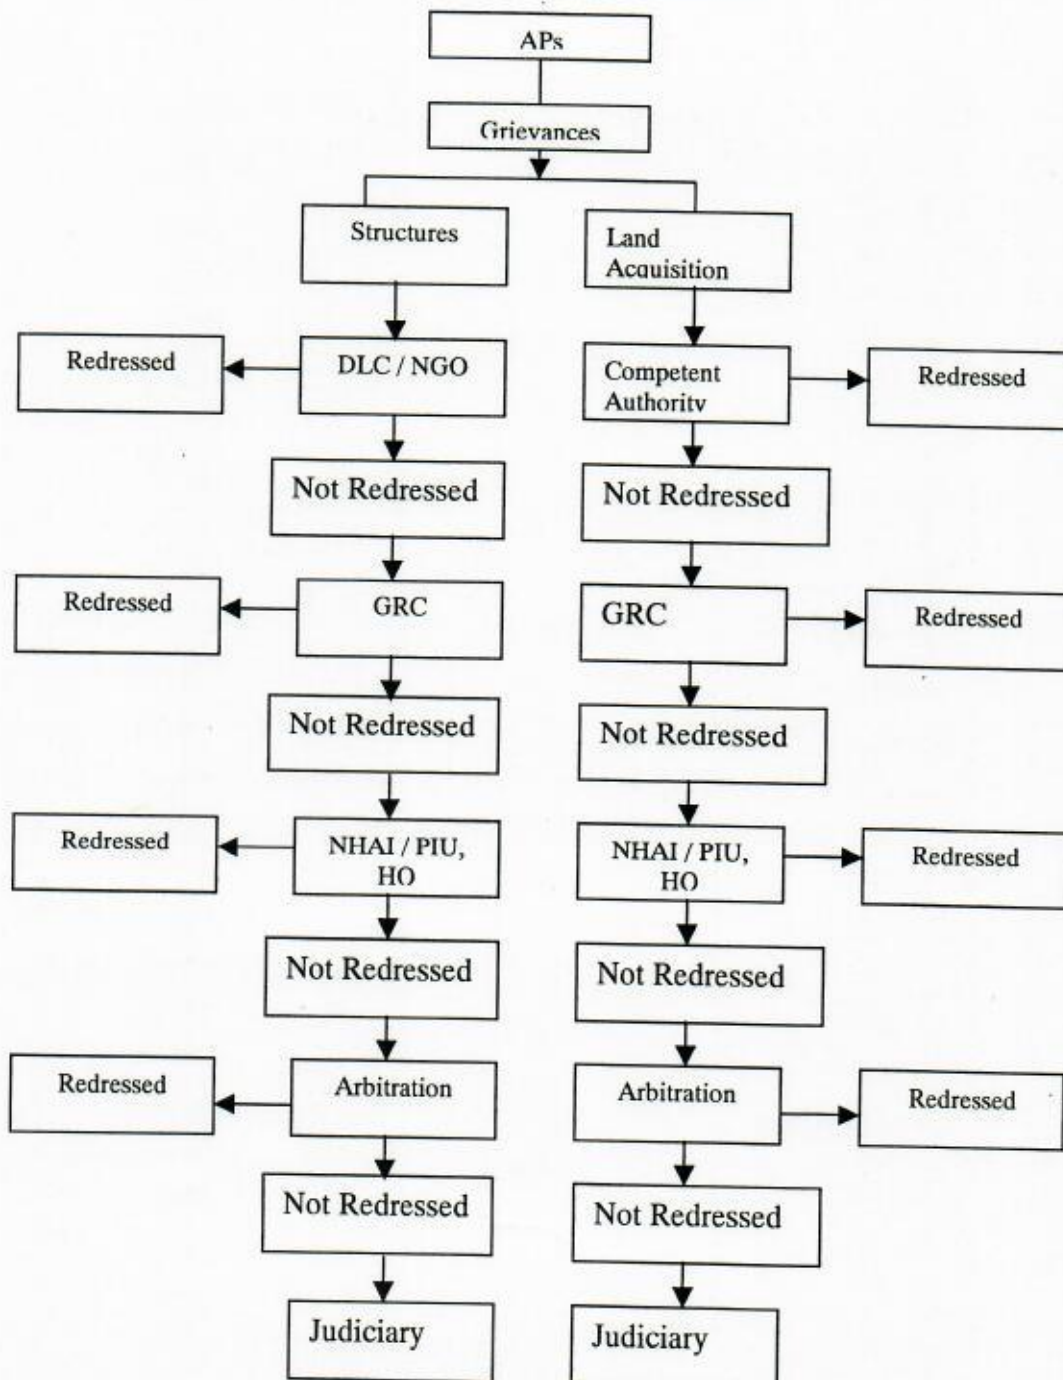 APs
Grievances
Structures
Land
Acquisition
Redressed
DLC / NGO
Competent
Authority
Redressed
Not Redressed
Not Redressed
Redressed
GRC
GRC
Redressed
Not Redressed
Not Redressed
Redressed
NHAI / PIU,
HO
NHAI / PIU,
HO
Redressed
Not Redressed
Not Redressed
Redressed
Arbitration
Arbitration
Redressed
Not Redressed
Not Redressed
Judiciary
Judiciary